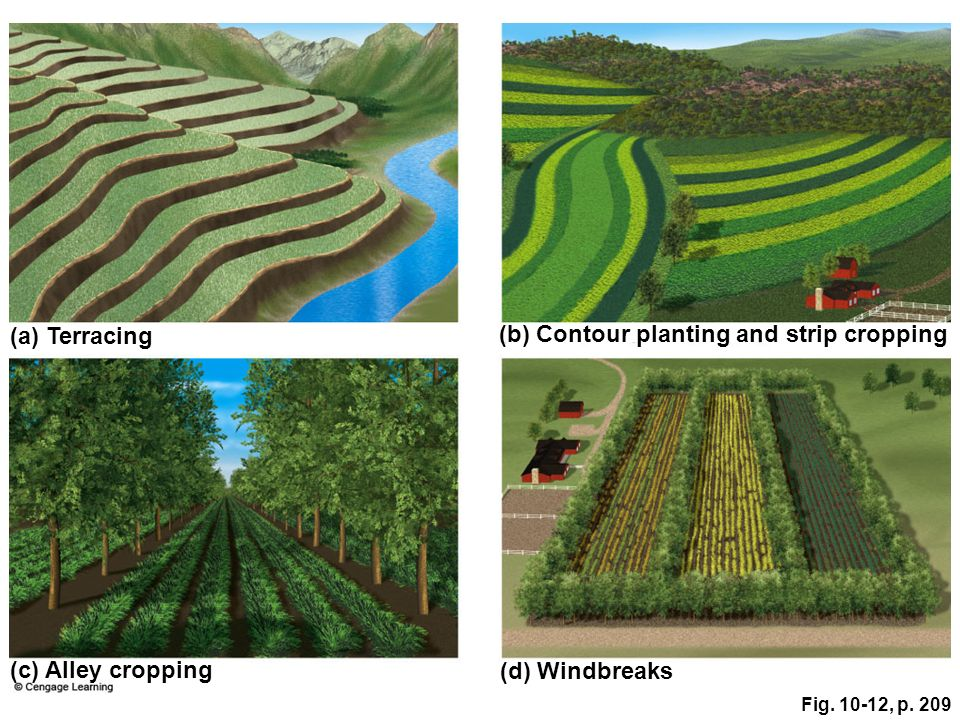 (a) Terracing
(b) Contour planting and strip cropping
(c) Alley cropping
© Cengage Learning
(d) Windbreaks
Fig. 10-12, p. 209